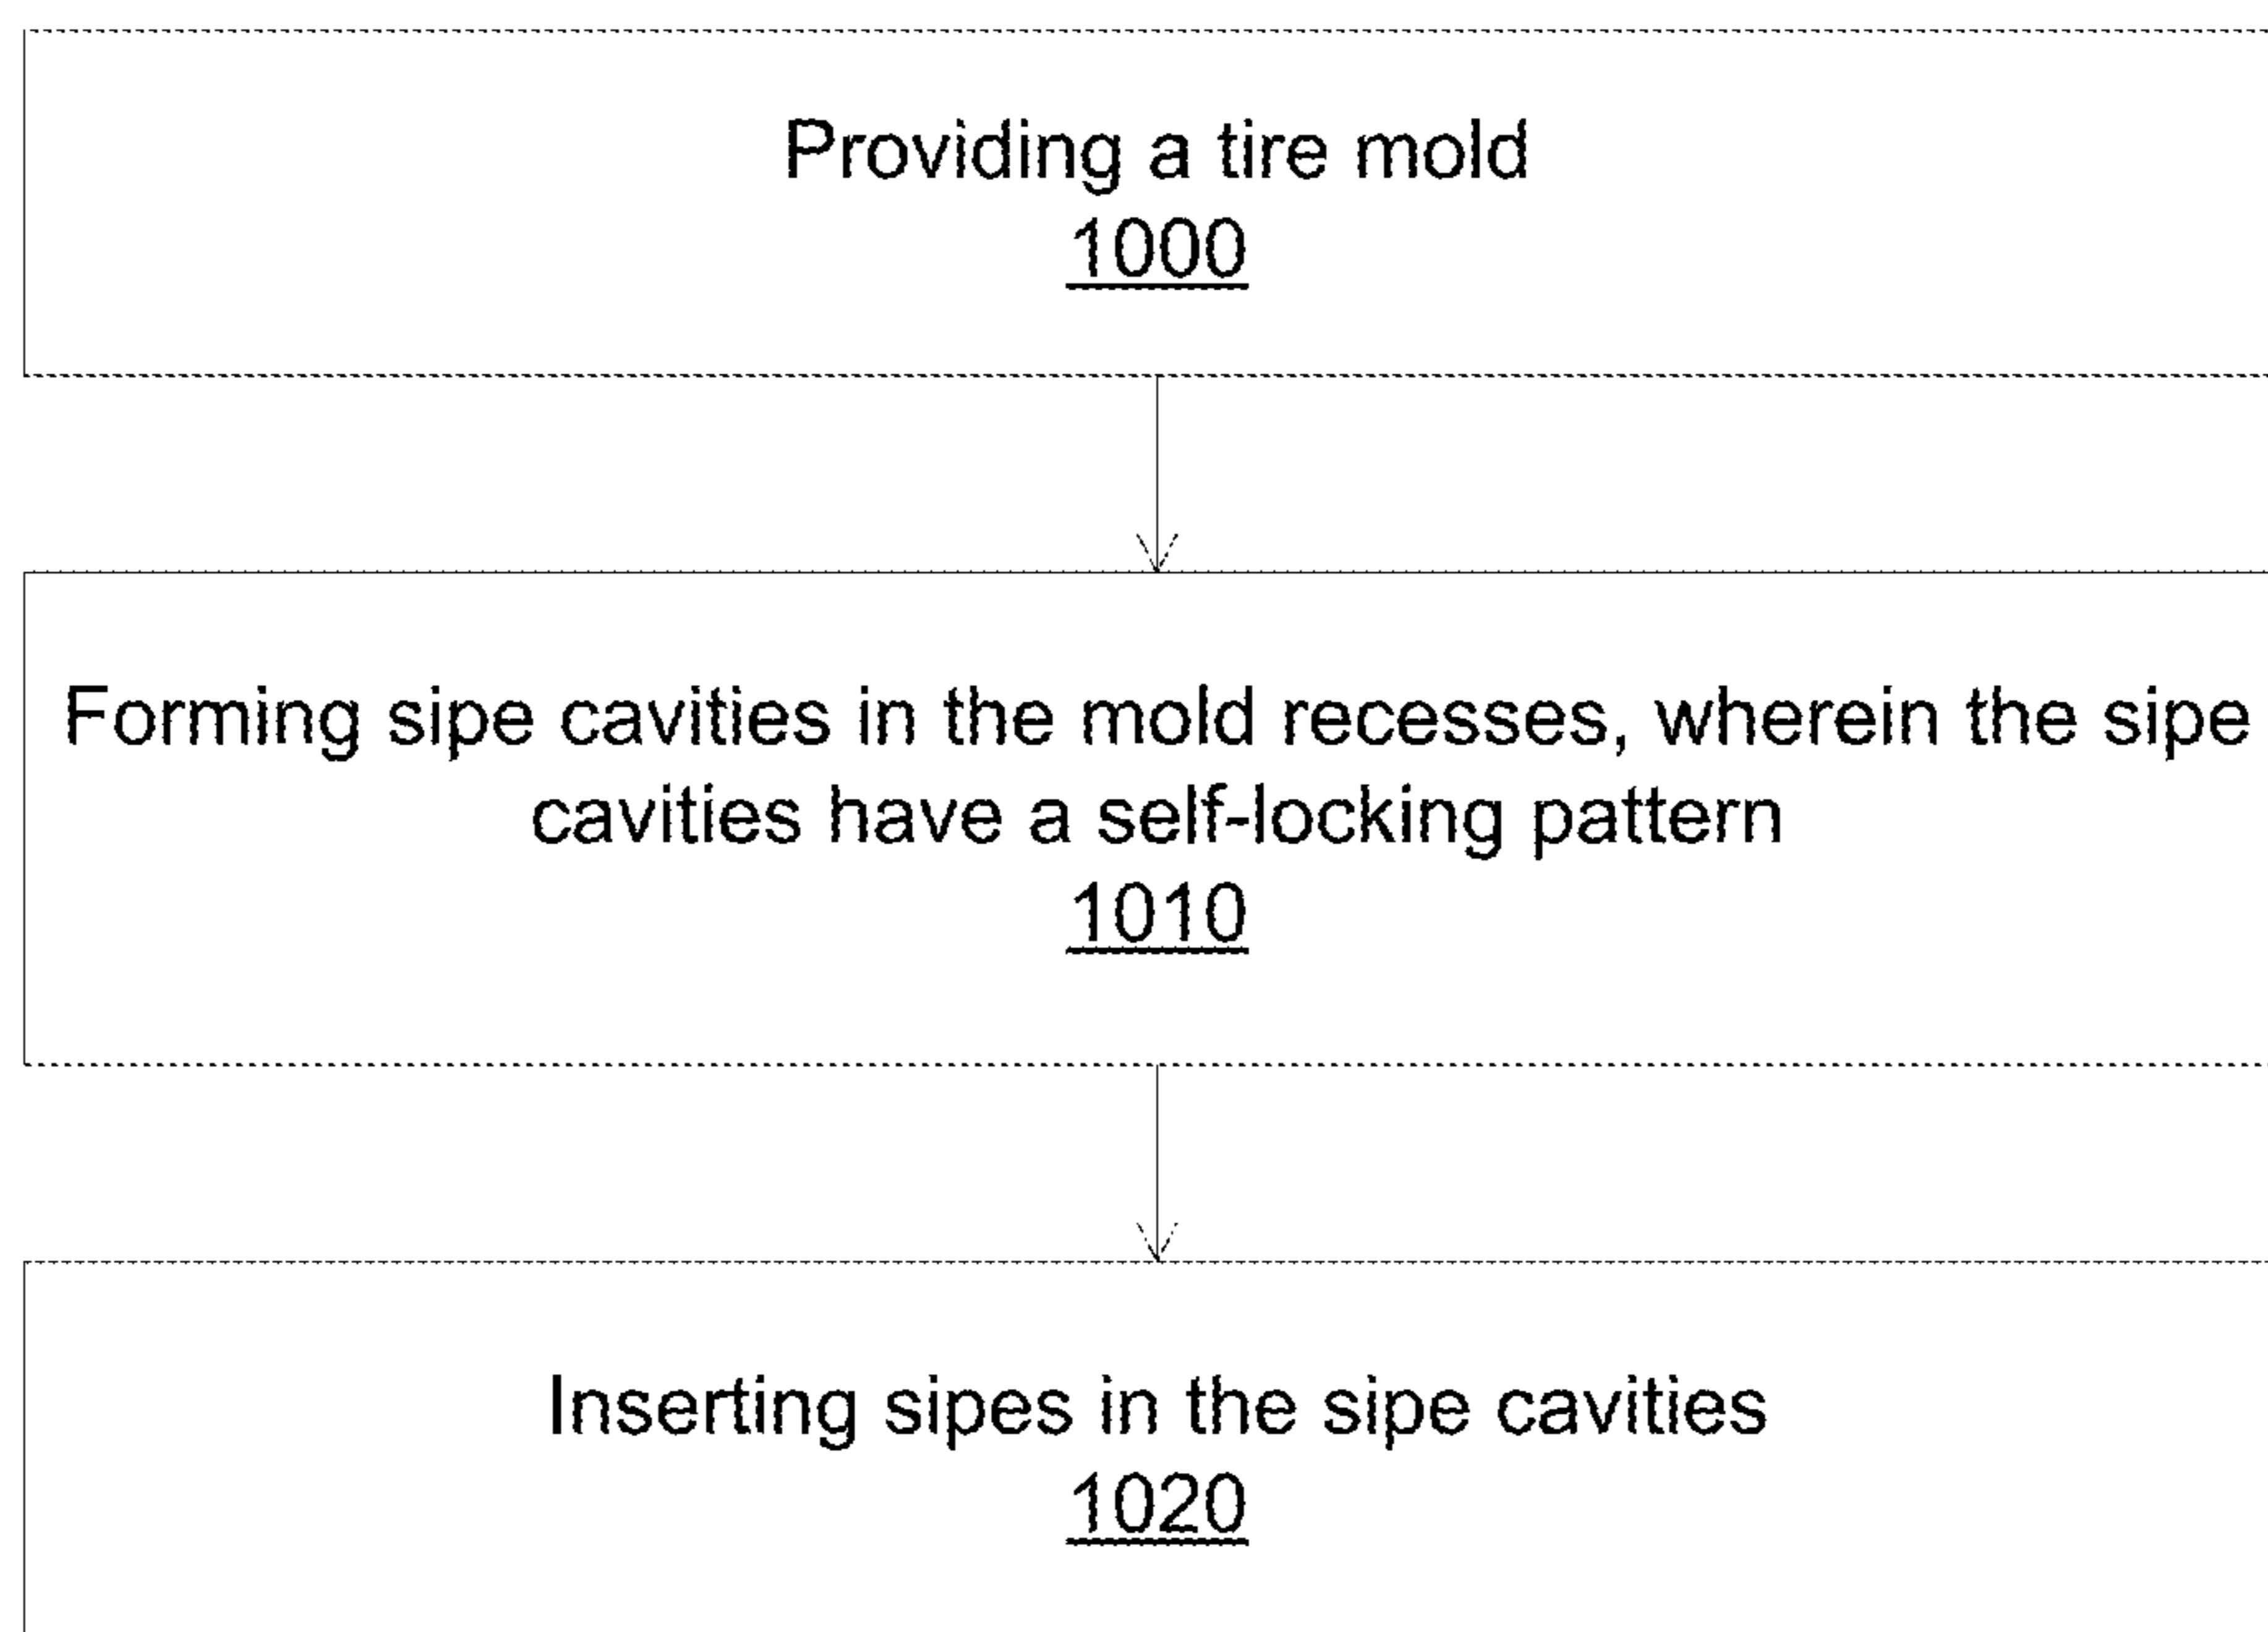 Providing a tire mold
1000
Forming sipe cavities in the mold recesses, wherein the sipe
cavities have a self-locking pattern
1010
Inserting sipes in the sipe cavities
1020